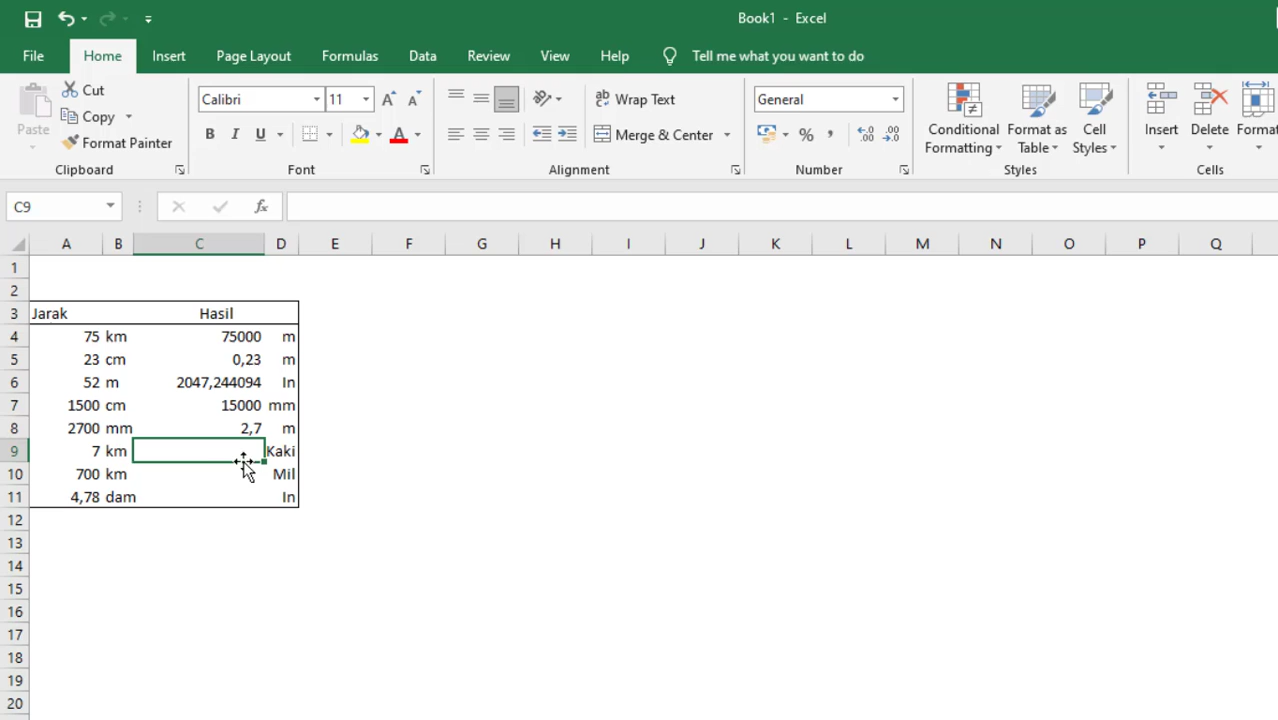 Book1 - Excel
File Home Insert Page Layout Formulas Data Review View Help Tell me what you want to do
Paste
Cut
Copy
Format Painter
Clipboard
Calibri 11
B I U
Font
Wrap Text
Merge & Center
Alignment
General
Number
Conditional Formatting
Format as Table
Cell Styles
Styles
Insert
Delete
Format
Cells
C9 fx
A B C D E F G H I J K L M N O P Q
1
2
3 Jarak Hasil
4 75 km 75000 m
5 23 cm 0,23 m
6 52 m 2047,244094 In
7 1500 cm 15000 mm
8 2700 mm 2,7 m
9 7 km Kaki
10 700 km Mil
11 4,78 dam In
12
13
14
15
16
17
18
19
20